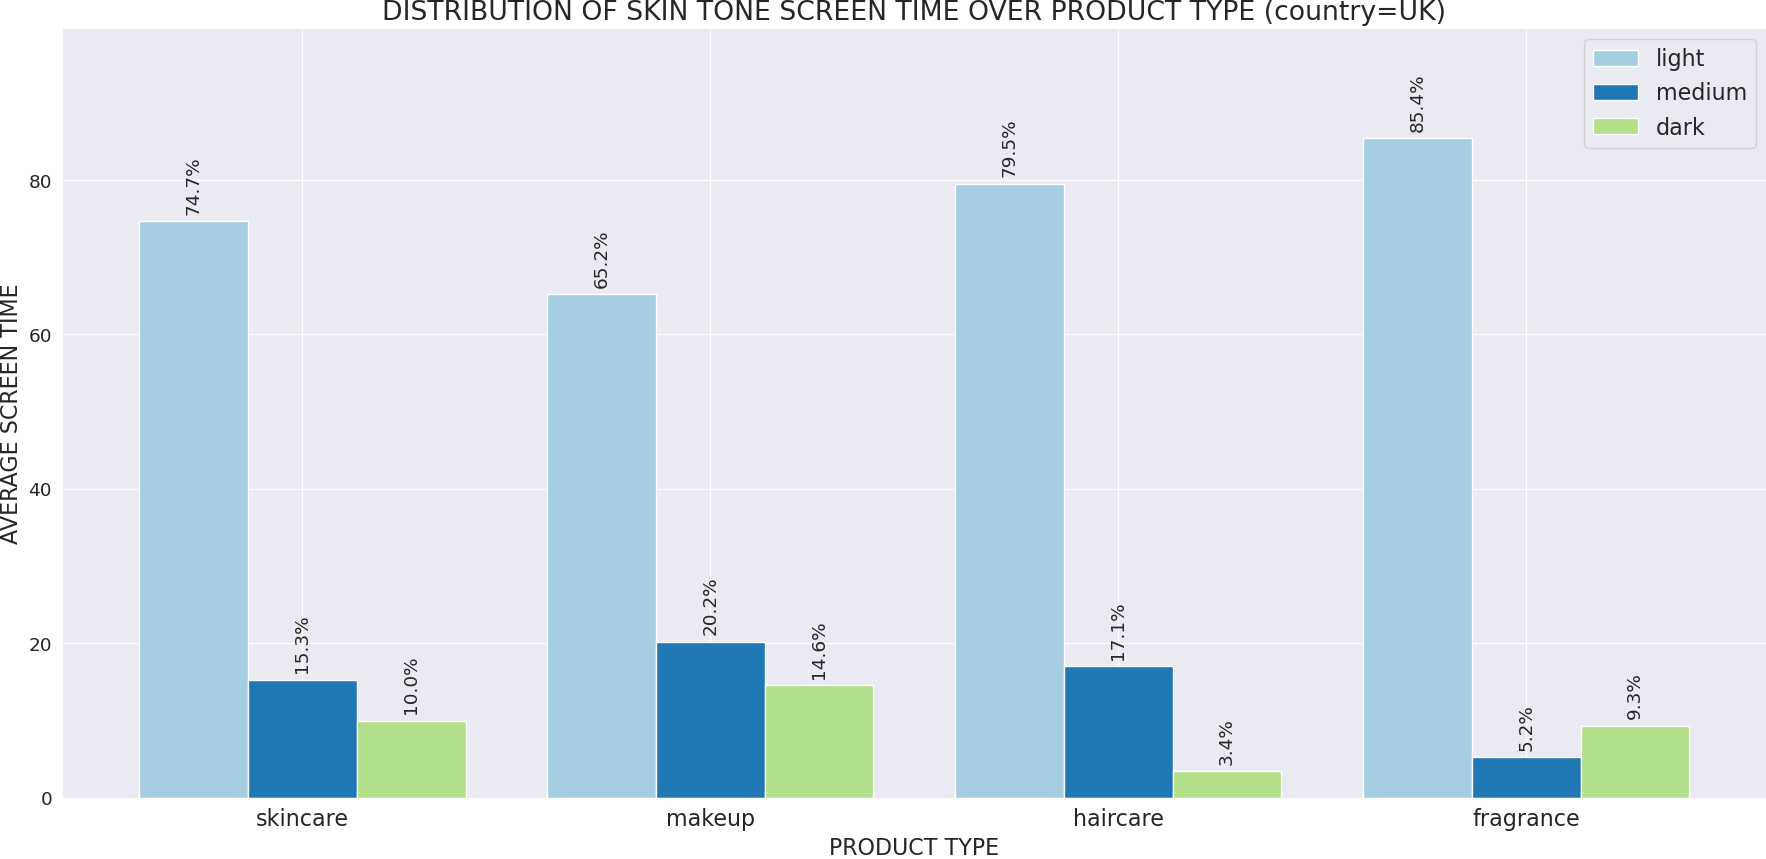 DISTRIBUTION OF SKIN TONE SCREEN TIME OVER PRODUCT TYPE (country=UK)
light
medium
dark
AVERAGE SCREEN TIME
80
60
40
20
0
74.7%
15.3%
10.0%
65.2%
20.2%
14.6%
79.5%
17.1%
3.4%
85.4%
5.2%
9.3%
skincare
makeup
haircare
fragrance
PRODUCT TYPE